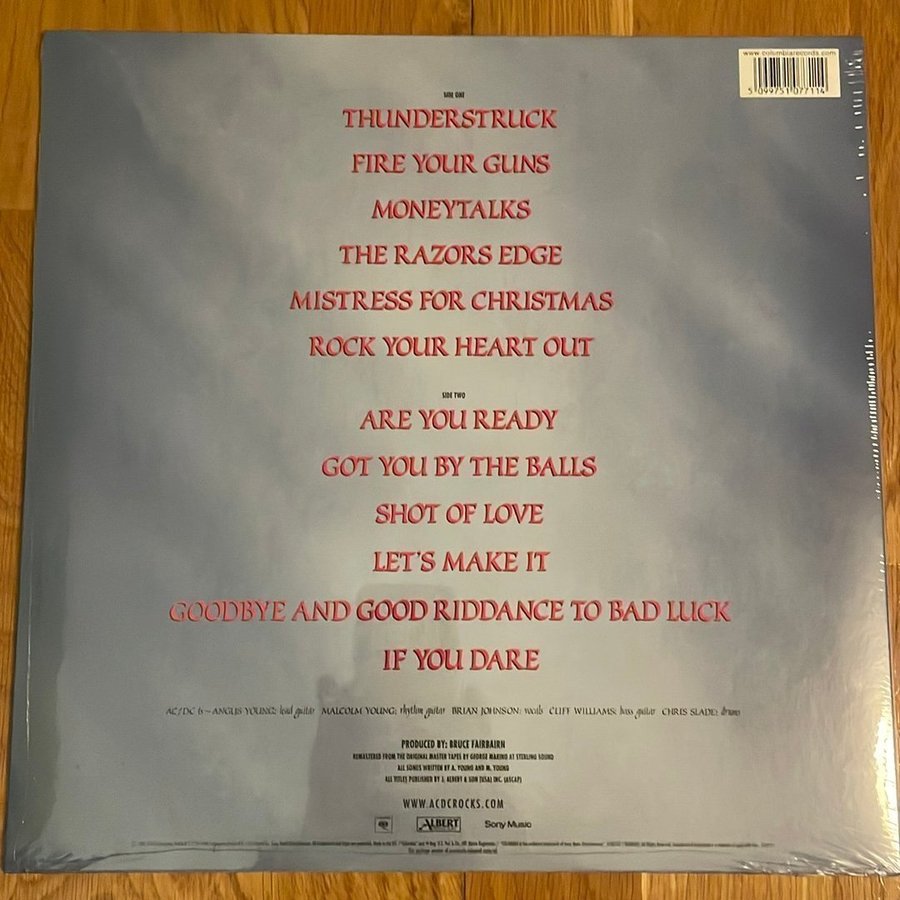 www.columbiarecords.com
5 099751 077114
SIDE ONE
THUNDERSTRUCK
FIRE YOUR GUNS
MONEYTALKS
THE RAZORS EDGE
MISTRESS FOR CHRISTMAS
ROCK YOUR HEART OUT
SIDE TWO
ARE YOU READY
GOT YOU BY THE BALLS
SHOT OF LOVE
LET'S MAKE IT
GOODBYE AND GOOD RIDDANCE TO BAD LUCK
IF YOU DARE
AC/DC is – ANGUS YOUNG: lead guitar MALCOLM YOUNG: rhythm guitar BRIAN JOHNSON: vocals CLIFF WILLIAMS: bass guitar CHRIS SLADE: drums
PRODUCED BY: BRUCE FAIRBAIRN
REMASTERED FROM THE ORIGINAL MASTER TAPES BY GEORGE MARINO AT STERLING SOUND
ALL SONGS WRITTEN BY A. YOUNG AND M. YOUNG
ALL TITLES PUBLISHED BY J. ALBERT & SON (USA) INC. (ASCAP)
WWW.ACDCROCKS.COM
ALBERT Sony Music